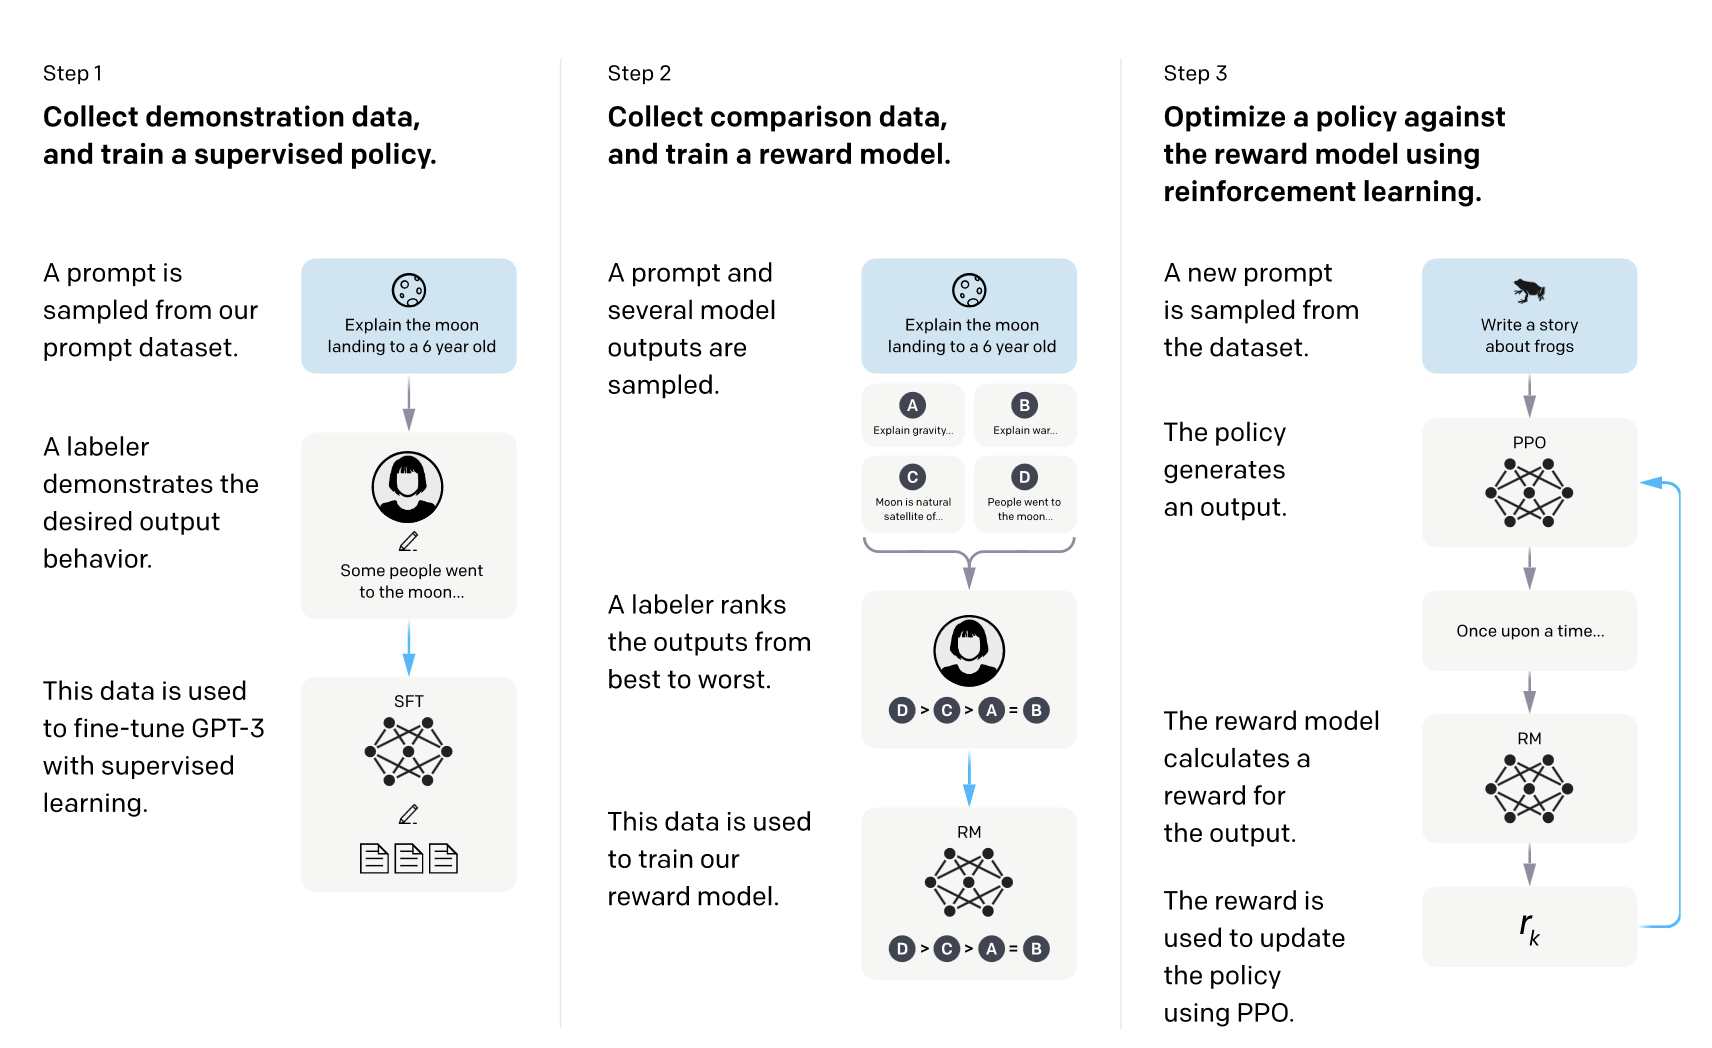 Step 1
Collect demonstration data,
and train a supervised policy.
A prompt is
sampled from our
prompt dataset.
Explain the moon
landing to a 6 year old
A labeler
demonstrates the
desired output
behavior.
Some people went
to the moon...
This data is used
to fine-tune GPT-3
with supervised
learning.
SFT
Step 2
Collect comparison data,
and train a reward model.
A prompt and
several model
outputs are
sampled.
Explain the moon
landing to a 6 year old
A
Explain gravity...
B
Explain war...
C
Moon is natural
satellite of...
D
People went to
the moon...
A labeler ranks
the outputs from
best to worst.
D > C > A = B
This data is used
to train our
reward model.
RM
D > C > A = B
Step 3
Optimize a policy against
the reward model using
reinforcement learning.
A new prompt
is sampled from
the dataset.
Write a story
about frogs
The policy
generates
an output.
PPO
Once upon a time...
The reward model
calculates a
reward for
the output.
RM
The reward is
used to update
the policy
using PPO.
rk